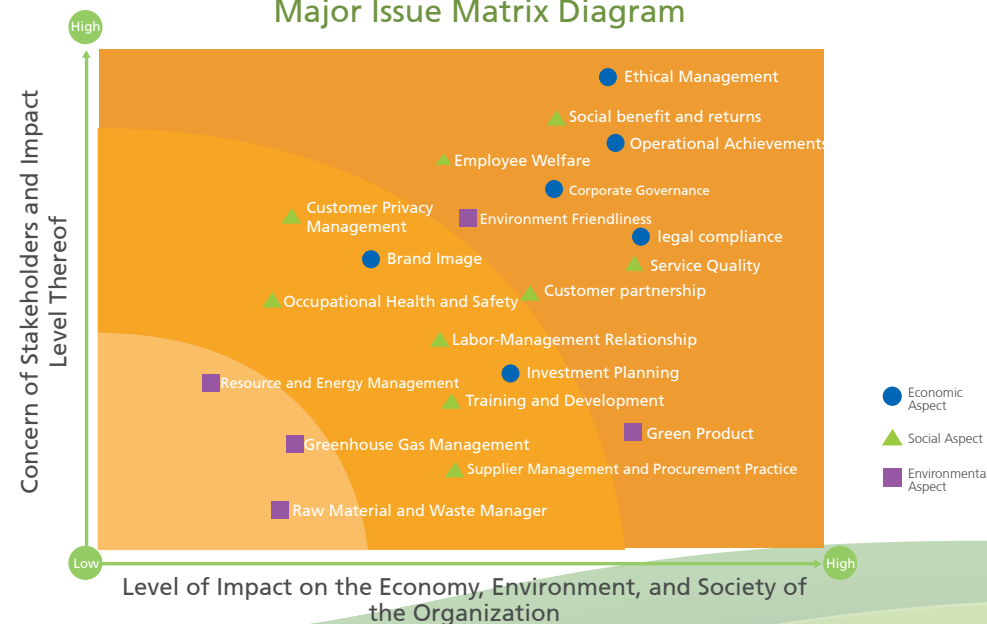 Major Issue Matrix Diagram
High
Concern of Stakeholders and Impact
Level Thereof
Ethical Management
Social benefit and returns
Operational Achievements
Employee Welfare
Corporate Governance
Customer Privacy
Management
Environment Friendliness
legal compliance
Brand Image
Service Quality
Customer partnership
Occupational Health and Safety
Labor-Management Relationship
Investment Planning
Resource and Energy Management
Training and Development
Green Product
Greenhouse Gas Management
Supplier Management and Procurement Practice
Raw Material and Waste Manager
Economic
Aspect
Social Aspect
Environmenta
Aspect
Low
High
Level of Impact on the Economy, Environment, and Society of
the Organization